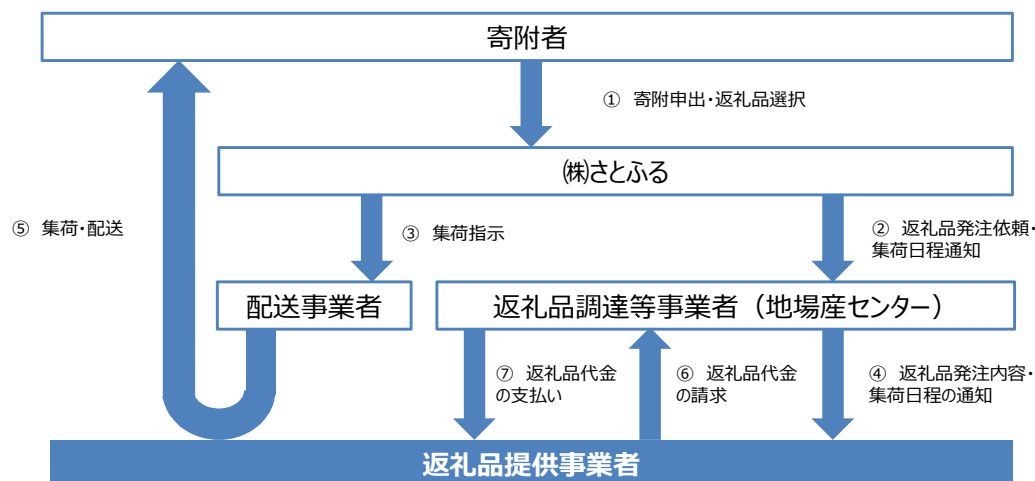 寄附者
① 寄附申出・返礼品選択
㈱さとふる
⑤ 集荷・配送
③ 集荷指示
② 返礼品発注依頼・
集荷日程通知
配送事業者
返礼品調達等事業者（地場産センター）
⑦ 返礼品代金
の支払い
⑥ 返礼品代金
の請求
④ 返礼品発注内容・
集荷日程の通知
返礼品提供事業者